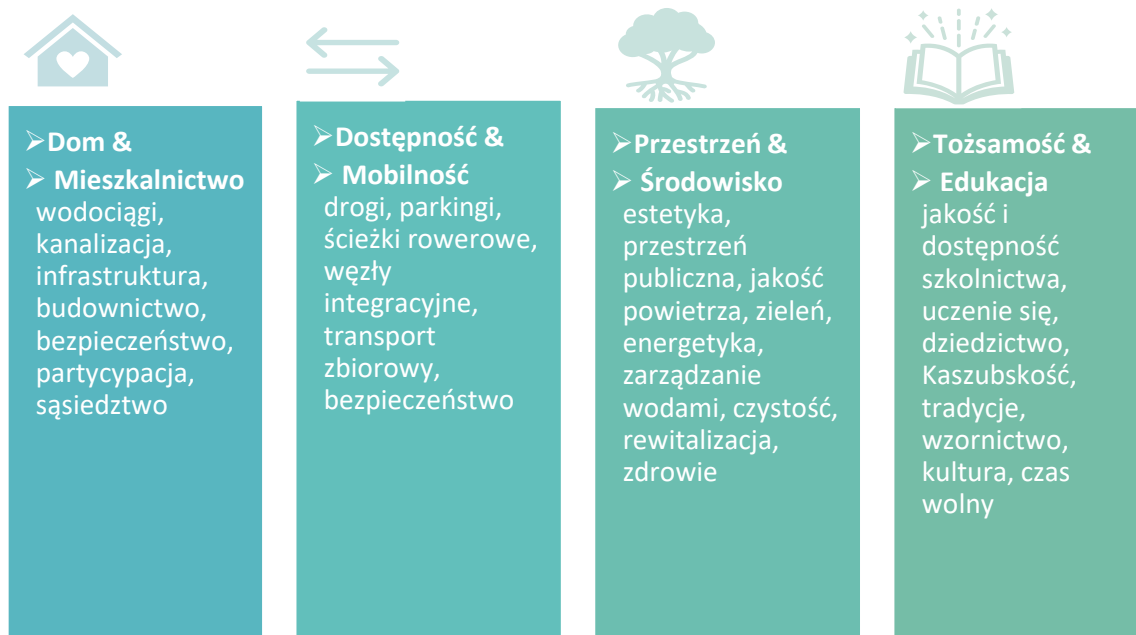 ➢Dom &
➢ Mieszkalnictwo
wodociągi,
kanalizacja,
infrastruktura,
budownictwo,
bezpieczeństwo,
partycypacja,
sąsiedztwo
➢Dostępność &
➢ Mobilność
drogi, parkingi,
ścieżki rowerowe,
węzły
integracyjne,
transport
zbiorowy,
bezpieczeństwo
➢Przestrzeń &
➢ Środowisko
estetyka,
przestrzeń
publiczna, jakość
powietrza, zieleń,
energetyka,
zarządzanie
wodami, czystość,
rewitalizacja,
zdrowie
➢Tożsamość &
➢ Edukacja
jakość i
dostępność
szkolnictwa,
uczenie się,
dziedzictwo,
Kaszubskość,
tradycje,
wzornictwo,
kultura, czas
wolny